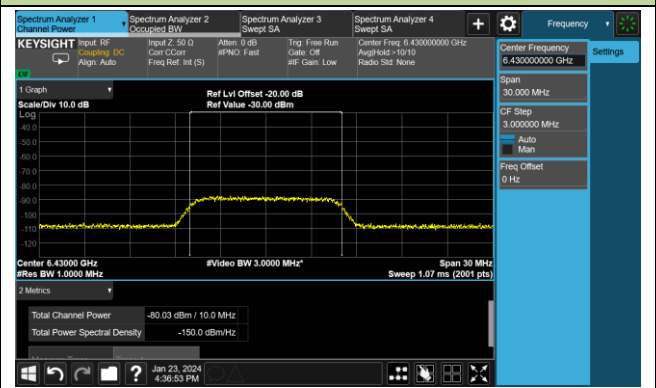 Spectrum Analyzer 1
Channel Power
Spectrum Analyzer 2
Occupied BW
Spectrum Analyzer 3
Swept SA
Spectrum Analyzer 4
Swept SA
+
Frequency
KEYSIGHT
Input: RF
Coupling: DC
Align: Auto
Input Z: 50 Ω
Corr CCorr
Freq Ref: Int (S)
Atten: 0 dB
#PNO: Fast
Trig: Free Run
Gate: Off
#IF Gain: Low
Center Freq: 6.430000000 GHz
Avg|Hold:>10/10
Radio Std: None
Center Frequency
6.430000000 GHz
Settings
Span
30.000 MHz
CF Step
3.000000 MHz
Auto
Man
Freq Offset
0 Hz
1 Graph
Scale/Div 10.0 dB
Ref Lvl Offset -20.00 dB
Ref Value -30.00 dBm
Log
-40.0
-50.0
-60.0
-70.0
-80.0
-90.0
-100
-110
-120
Center 6.43000 GHz
#Res BW 1.0000 MHz
#Video BW 3.0000 MHz*
Span 30 MHz
Sweep 1.07 ms (2001 pts)
2 Metrics
Total Channel Power
-80.03 dBm / 10.0 MHz
Total Power Spectral Density
-150.0 dBm/Hz
?
Jan 23, 2024
4:36:53 PM